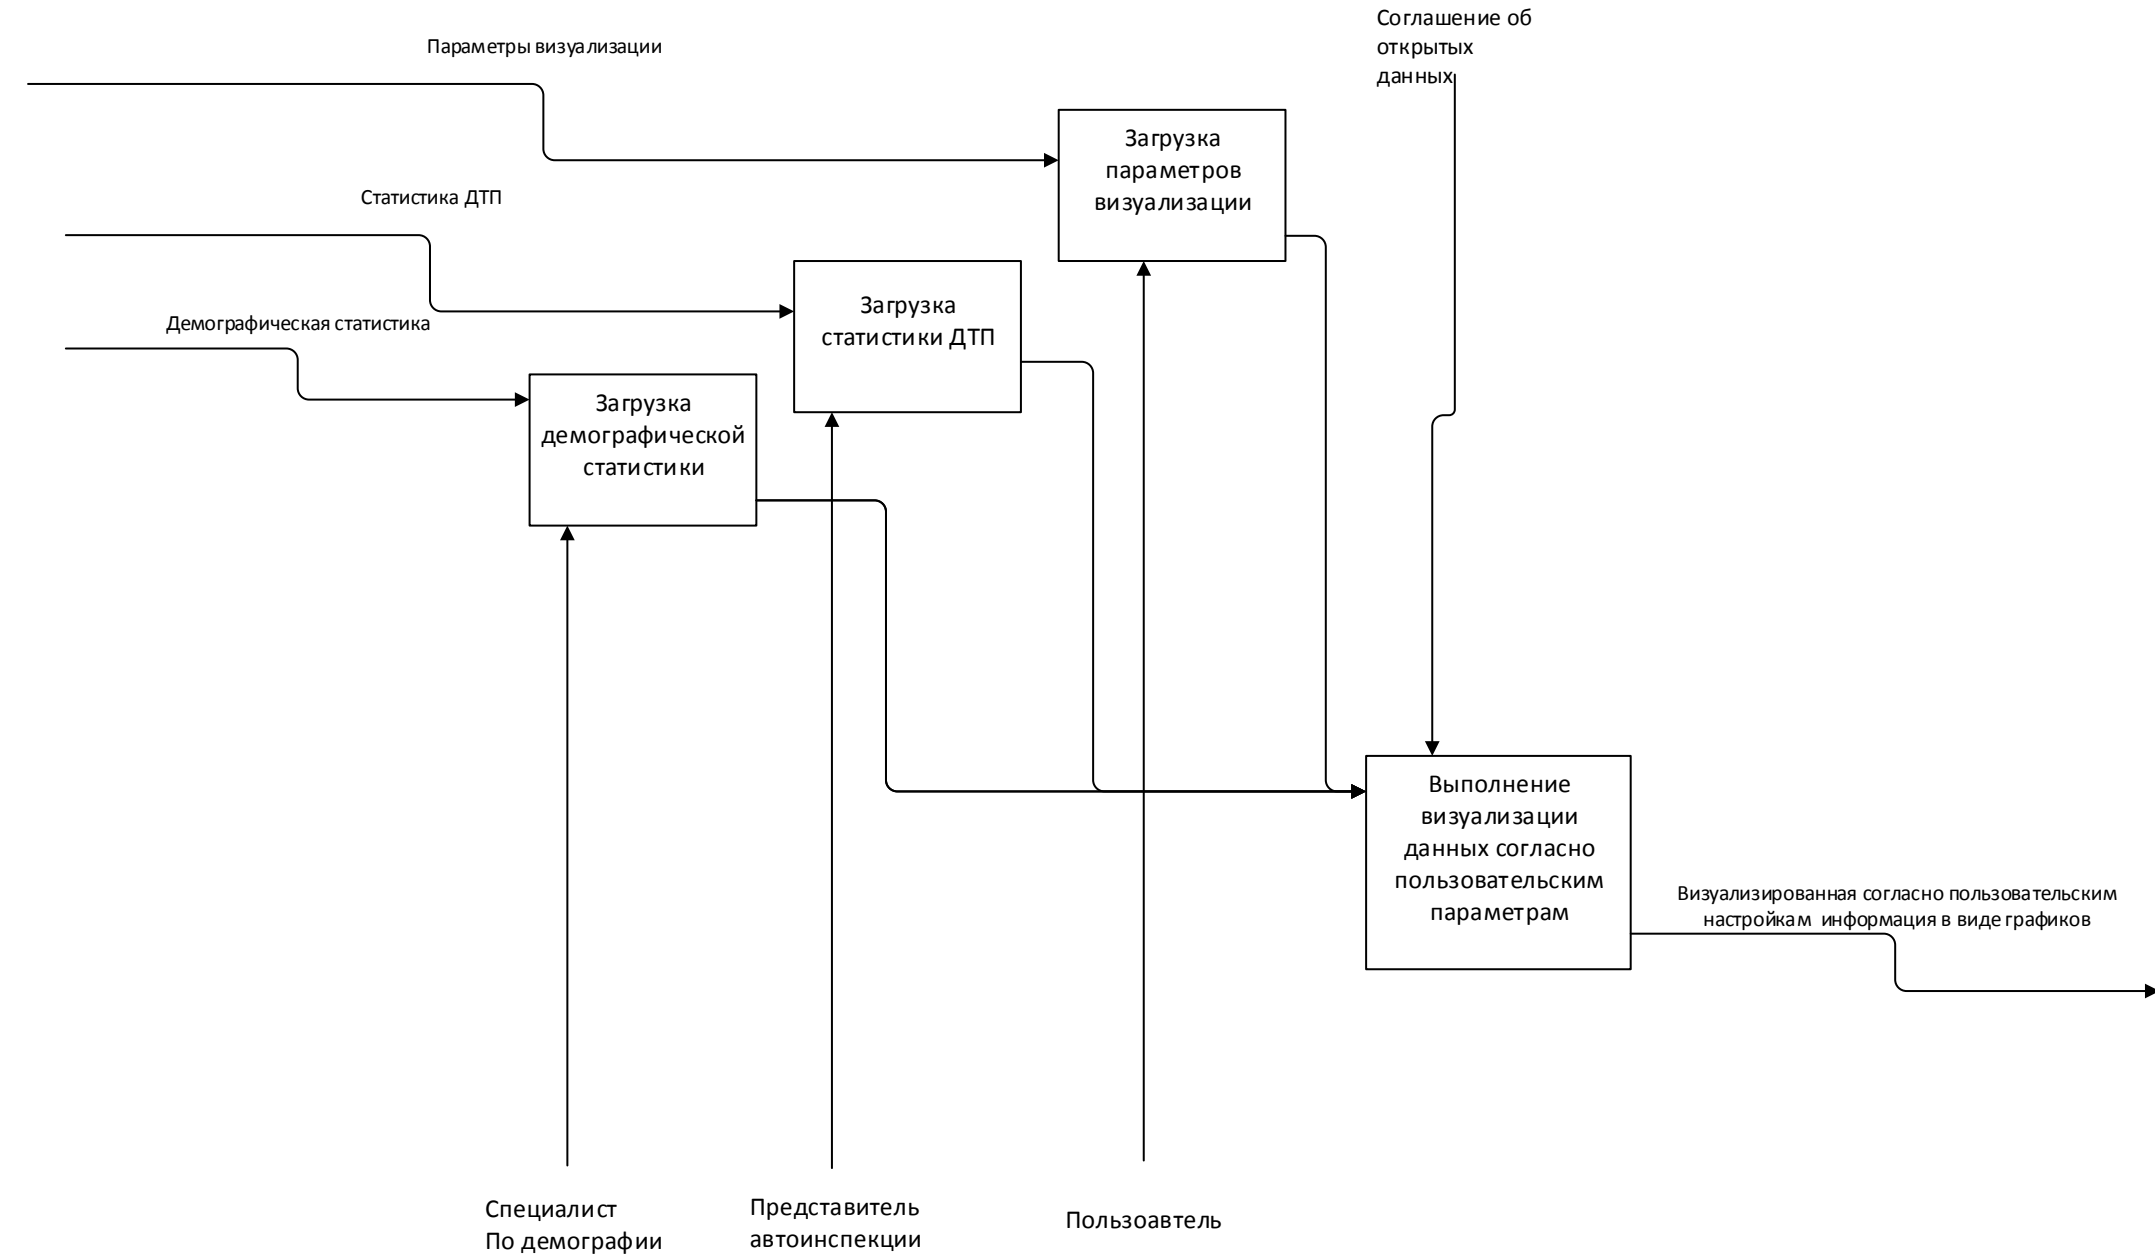 Соглашение об
открытых
данных
Параметры визуализации
Загрузка
параметров
визуализации
Статистика ДТП
Загрузка
статистики ДТП
Демографическая статистика
Загрузка
демографической
статистики
Выполнение
визуализации
данных согласно
пользовательским
параметрам
Визуализированная согласно пользовательским
настройкам информация в виде графиков
Специалист
По демографии
Представитель
автоинспекции
Пользоавтель